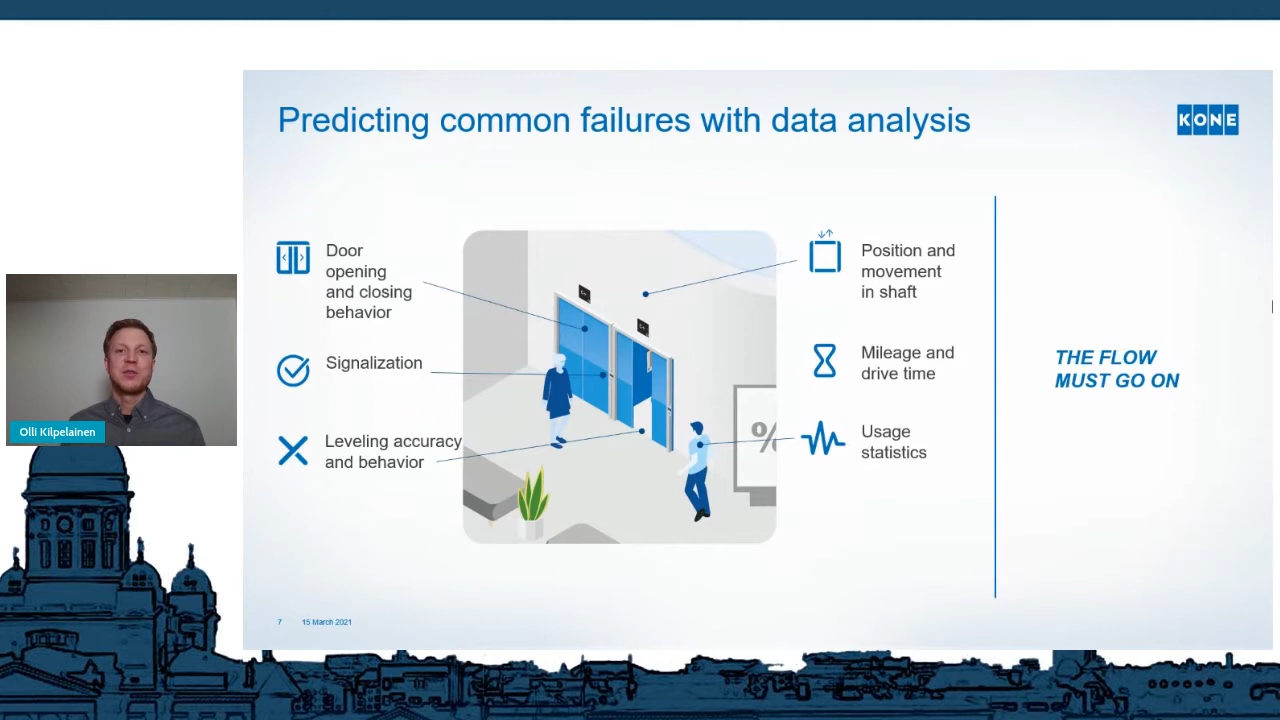 Predicting common failures with data analysis
KONE
Door
opening
and closing
behavior
Signalization
Leveling accuracy
and behavior
%
Position and
movement
in shaft
Mileage and
drive time
Usage
statistics
THE FLOW
MUST GO ON
Olli Kilpelainen
7 15 March 2021